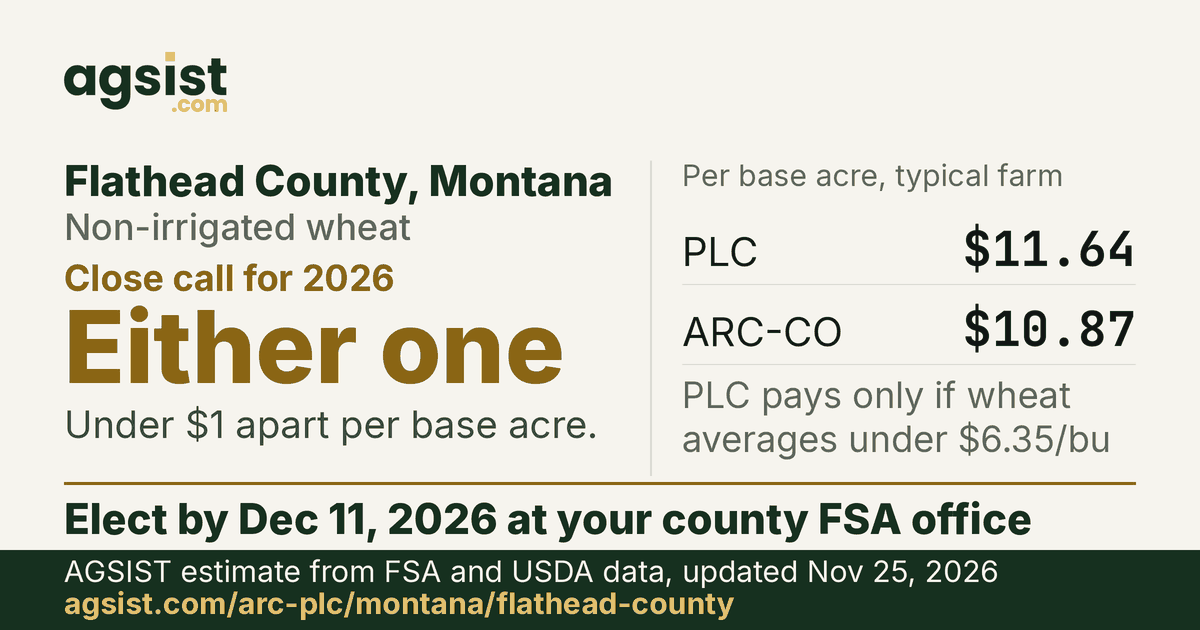 agsist
.com
Flathead County, Montana
Non-irrigated wheat
Close call for 2026
Either one
Under $1 apart per base acre.
Per base acre, typical farm
PLC $11.64
ARC-CO $10.87
PLC pays only if wheat
averages under $6.35/bu
Elect by Dec 11, 2026 at your county FSA office
AGSIST estimate from FSA and USDA data, updated Nov 25, 2026
agsist.com/arc-plc/montana/flathead-county